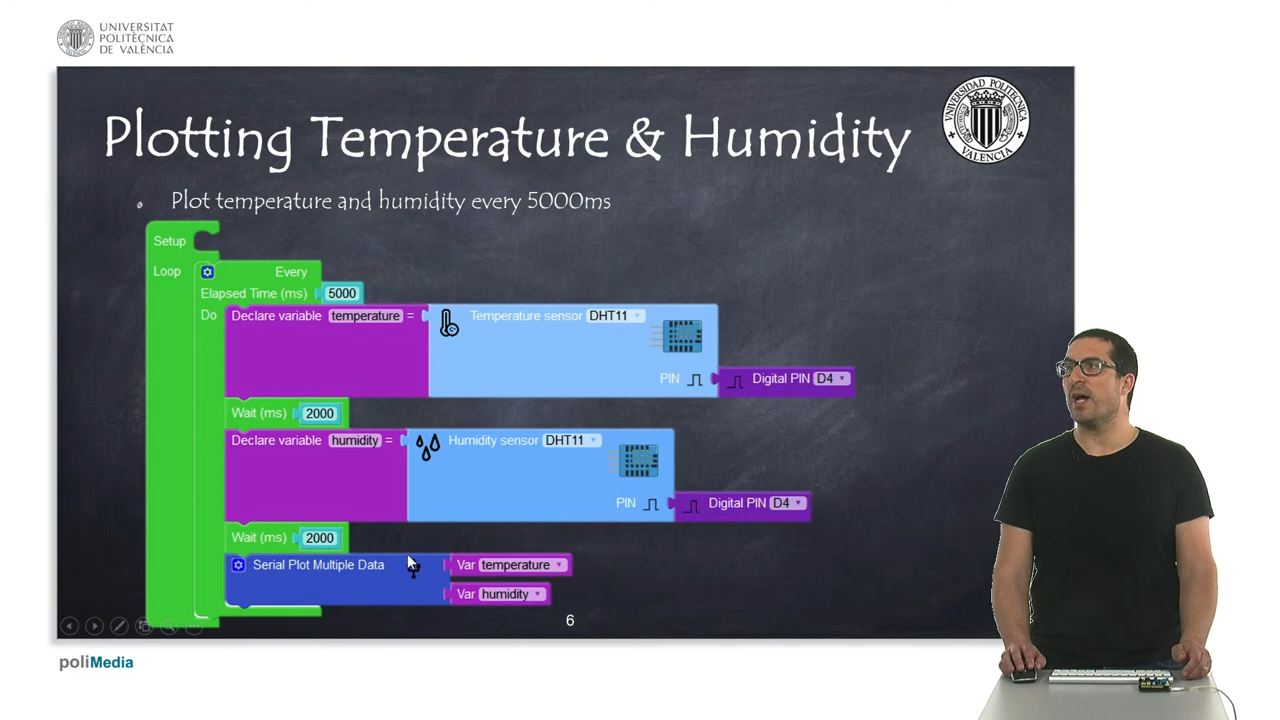 UNIVERSITAT
POLITÈCNICA
DE VALÈNCIA
UNIVERSIDAD POLITECNICA
VALENCIA
Plotting Temperature & Humidity
Plot temperature and humidity every 5000ms
Setup
Loop
Every
Elapsed Time (ms) 5000
Do
Declare variable temperature =
Temperature sensor DHT11
PIN
Digital PIN D4
Wait (ms) 2000
Declare variable humidity =
Humidity sensor DHT11
PIN
Digital PIN D4
Wait (ms) 2000
Serial Plot Multiple Data
Var temperature
Var humidity
6
poliMedia